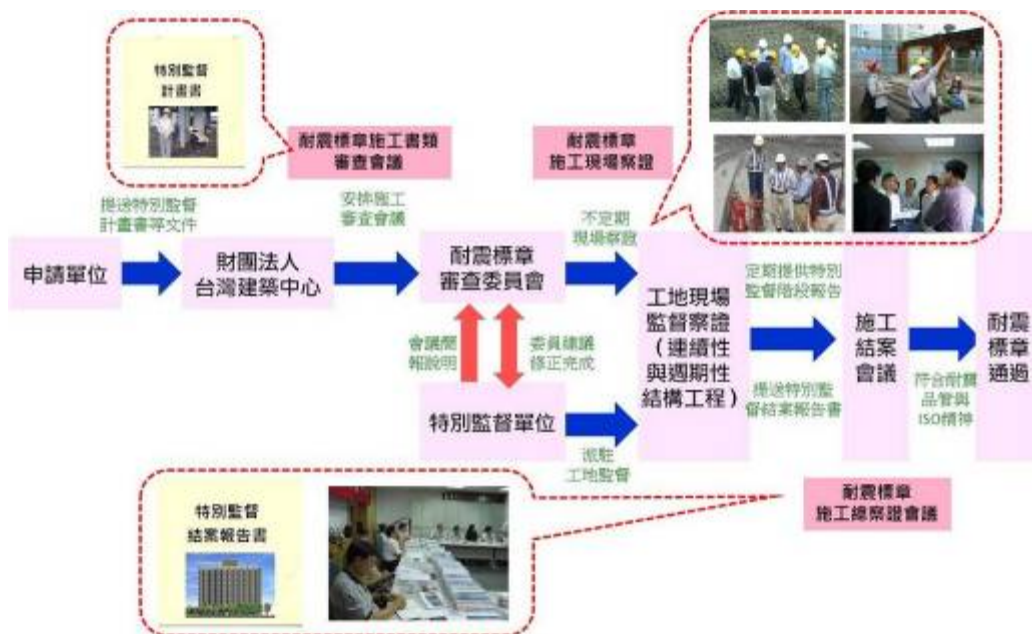 特別監督
計畫書
耐震標章施工書類
審查會議
耐震標章
施工現場察證
提送特別監督
計畫書等文件
安排施工
審查會議
不定期
現場察證
申請單位
財團法人
台灣建築中心
耐震標章
審查委員會
工地現場
監督察證
(連續性
與週期性
結構工程)
定期提供特別
監督階段報告
提送特別監
督結案報告書
施工
結案
會議
符合耐震
品管與
ISO精神
耐震
標章
通過
會議簡
報說明
委員建議
修正完成
特別監督單位
派駐
工地監督
特別監督
結案報告書
耐震標章
施工總察證會議